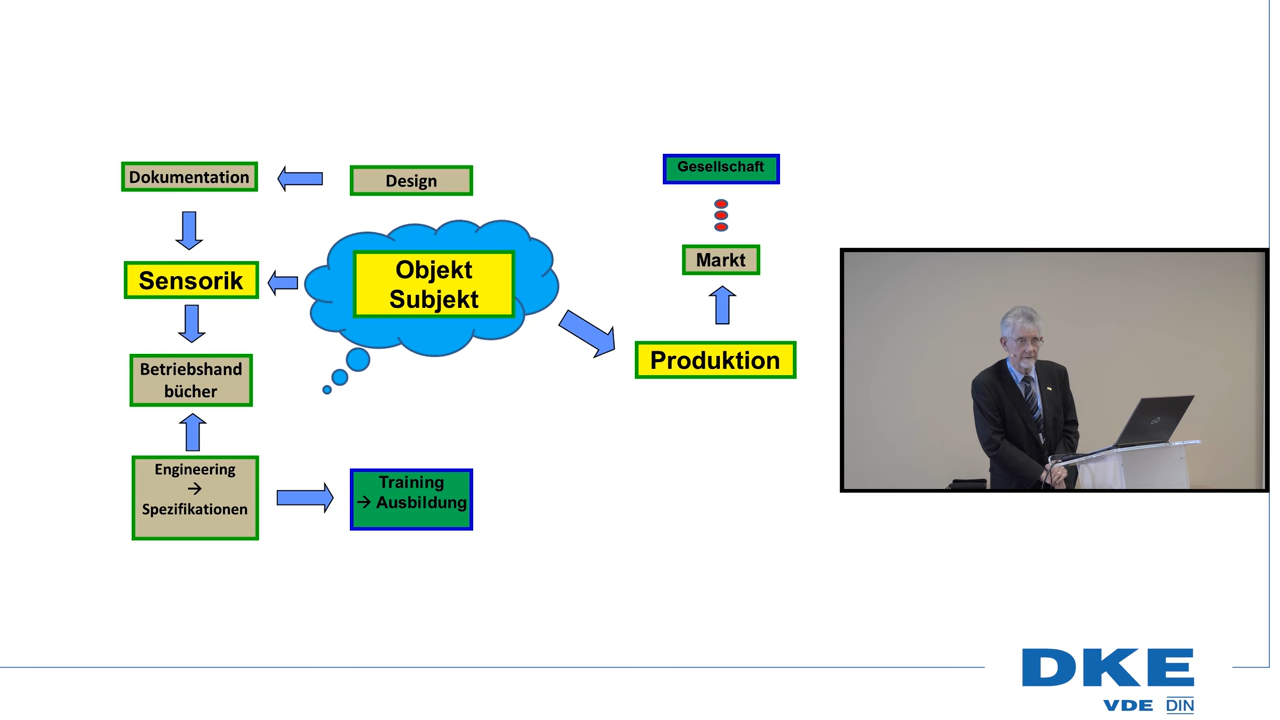 Dokumentation
Design
Gesellschaft
Sensorik
Objekt
Subjekt
Markt
Produktion
Betriebshand
bücher
Engineering
→
Spezifikationen
Training
→ Ausbildung
DKE
VDE DIN